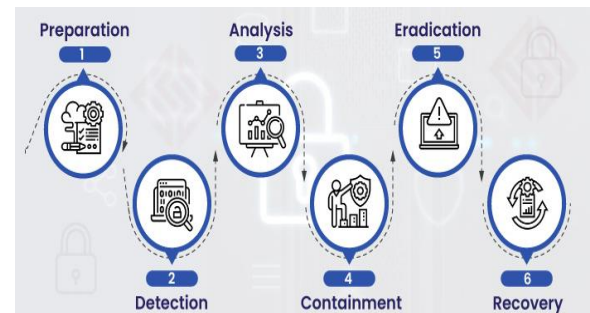 Preparation
1
Analysis
3
Eradication
5
2
Detection
4
Containment
6
Recovery